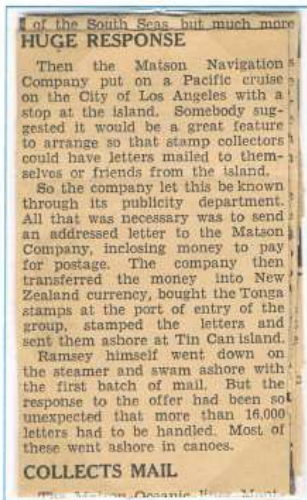 of the South Seas but much more
HUGE RESPONSE
Then the Matson Navigation
Company put on a Pacific cruise
on the City of Los Angeles with a
stop at the island. Somebody sug-
gested it would be a great feature
to arrange so that stamp collectors
could have letters mailed to them-
selves or friends from the island.
So the company let this be known
through its publicity department.
All that was necessary was to send
an addressed letter to the Matson
Company, inclosing money to pay
for postage. The company then
transferred the money into New
Zealand currency, bought the Tonga
stamps at the port of entry of the
group, stamped the letters and
sent them ashore at Tin Can island.
Ramsey himself went down on
the steamer and swam ashore with
the first batch of mail. But the
response to the offer had been so
unexpected that more than 16,000
letters had to be handled. Most of
these went ashore in canoes.
COLLECTS MAIL
The Matson-Oceanic